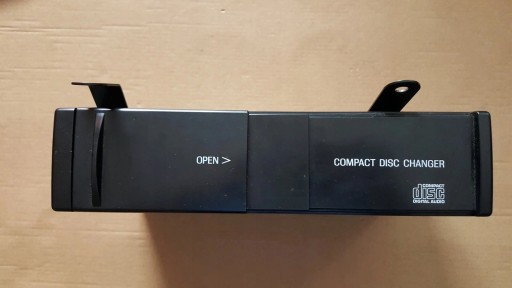 OPEN >
COMPACT DISC CHANGER
COMPACT
disc
DIGITAL AUDIO